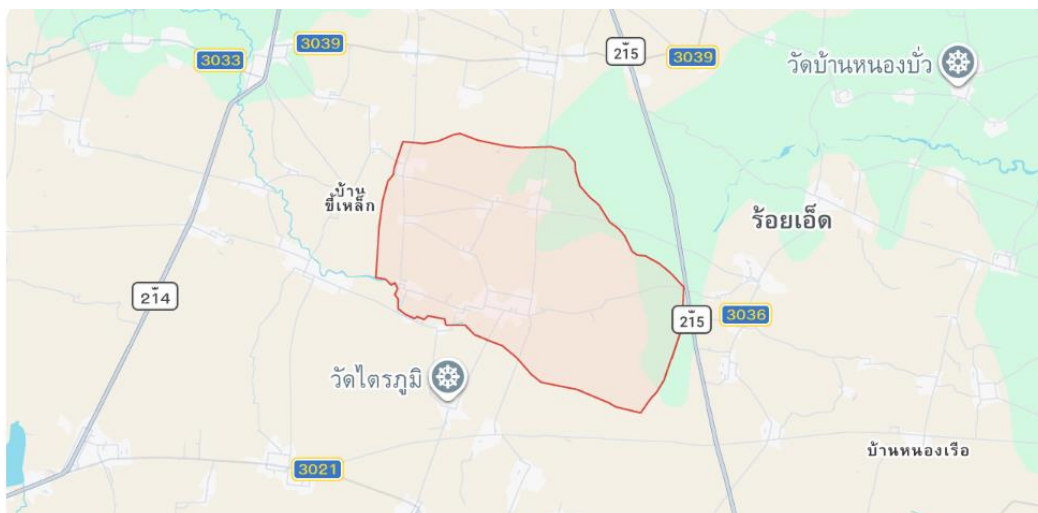 3033
3039
215
3039
วัดบ้านหนองบั่ว
บ้าน
ขี้เหล็ก
ร้อยเอ็ด
214
215
3036
วัดไตรภูมิ
บ้านหนองเรือ
3021